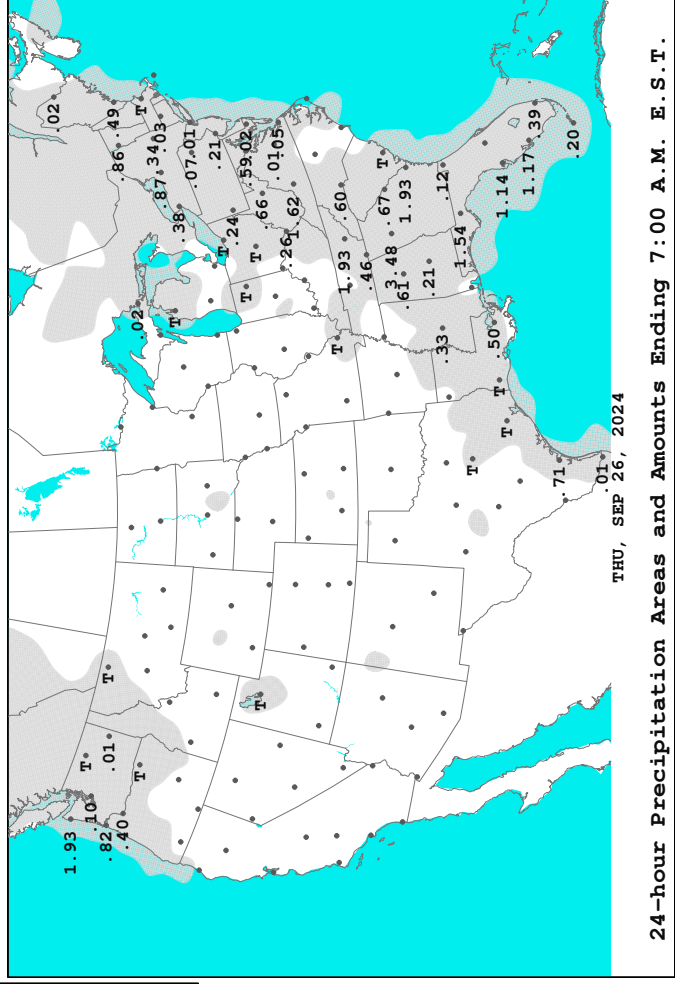 .02
1.93
T
.10
.82
T
.01
.49
.86
.40
.02
T
T
.34
.03
.87
T
.38
.01
.07
.21
T
.24
.02
T
.59
T
T
.66
.01
.05
.26
1.62
T
.60
1.93
.46
T
.67
3.48
.61
1.93
.21
.33
.12
1.54
T
.50
T
1.14
T
1.17
.39
.71
.20
.01
THU, SEP 26, 2024
24-hour Precipitation Areas and Amounts Ending 7:00 A.M. E.S.T.